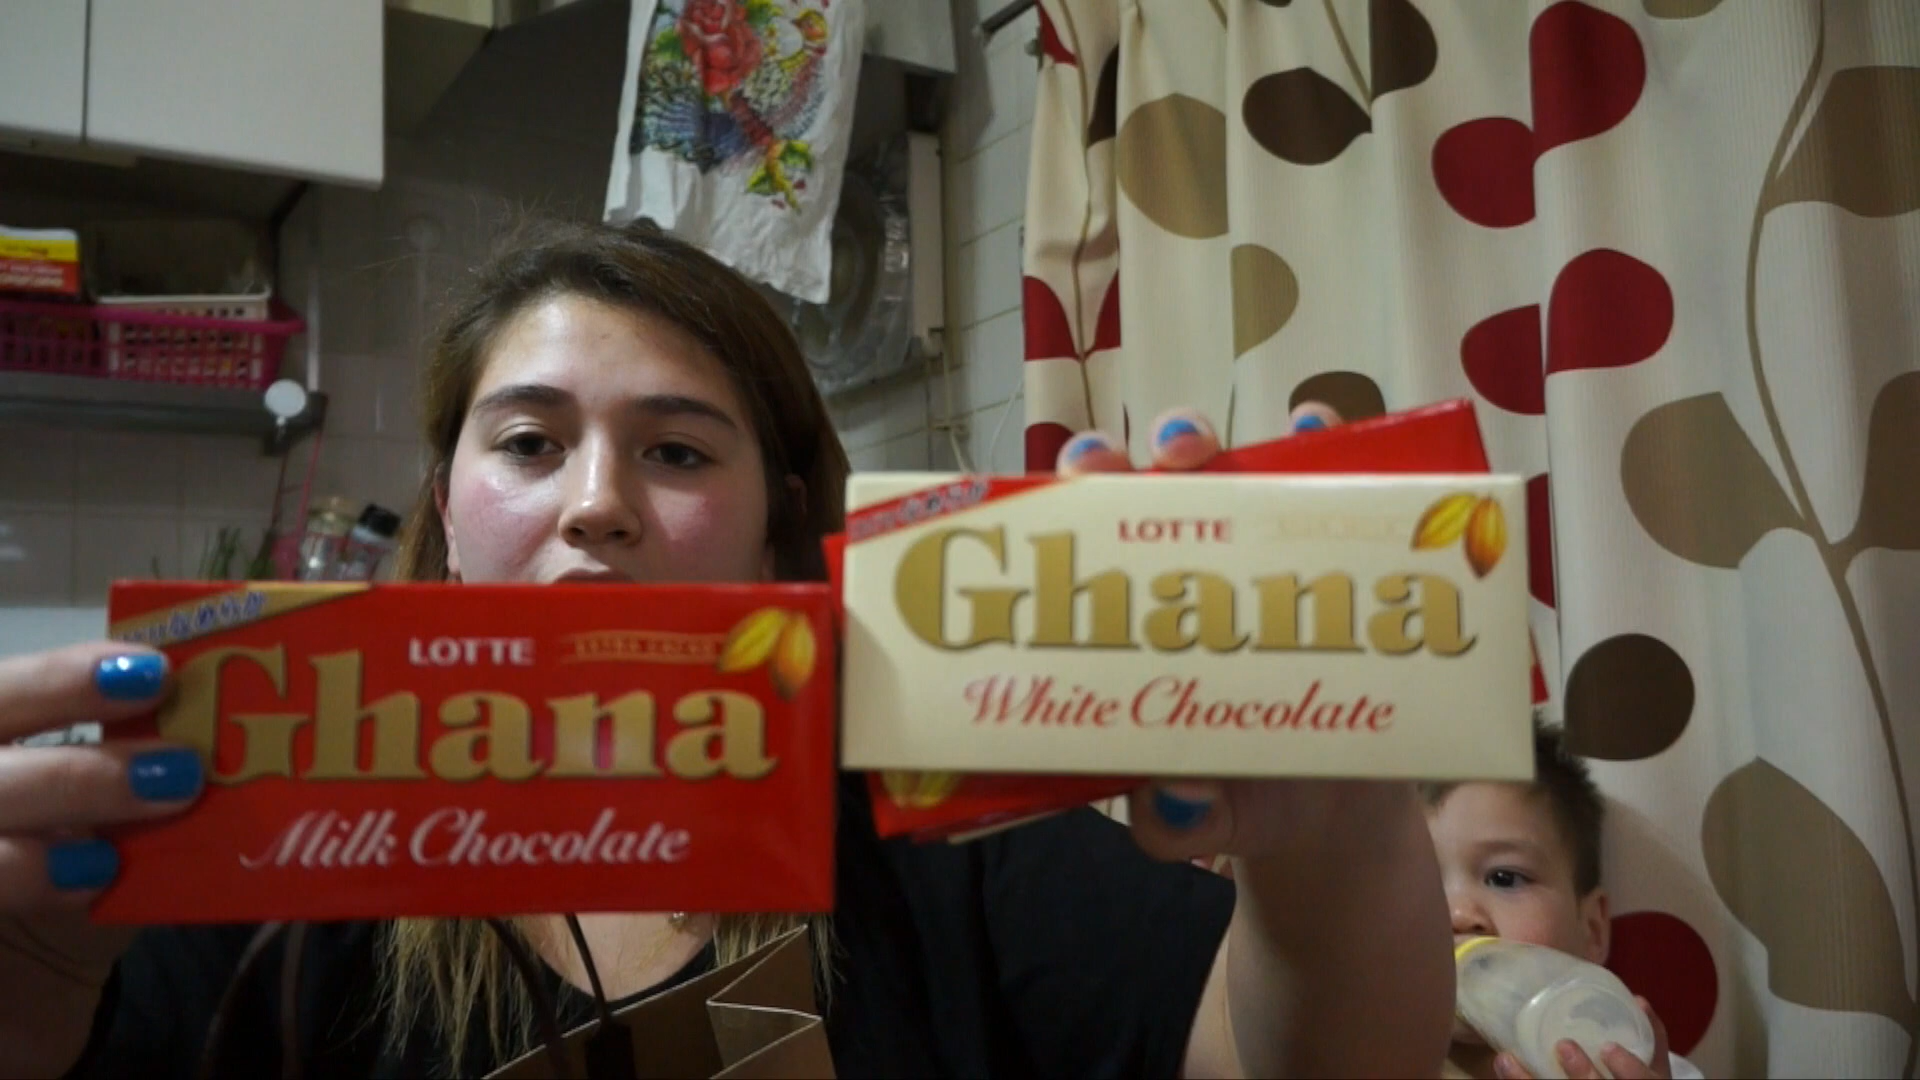 LOTTE
Ghana
Milk Chocolate
LOTTE
Ghana
White Chocolate